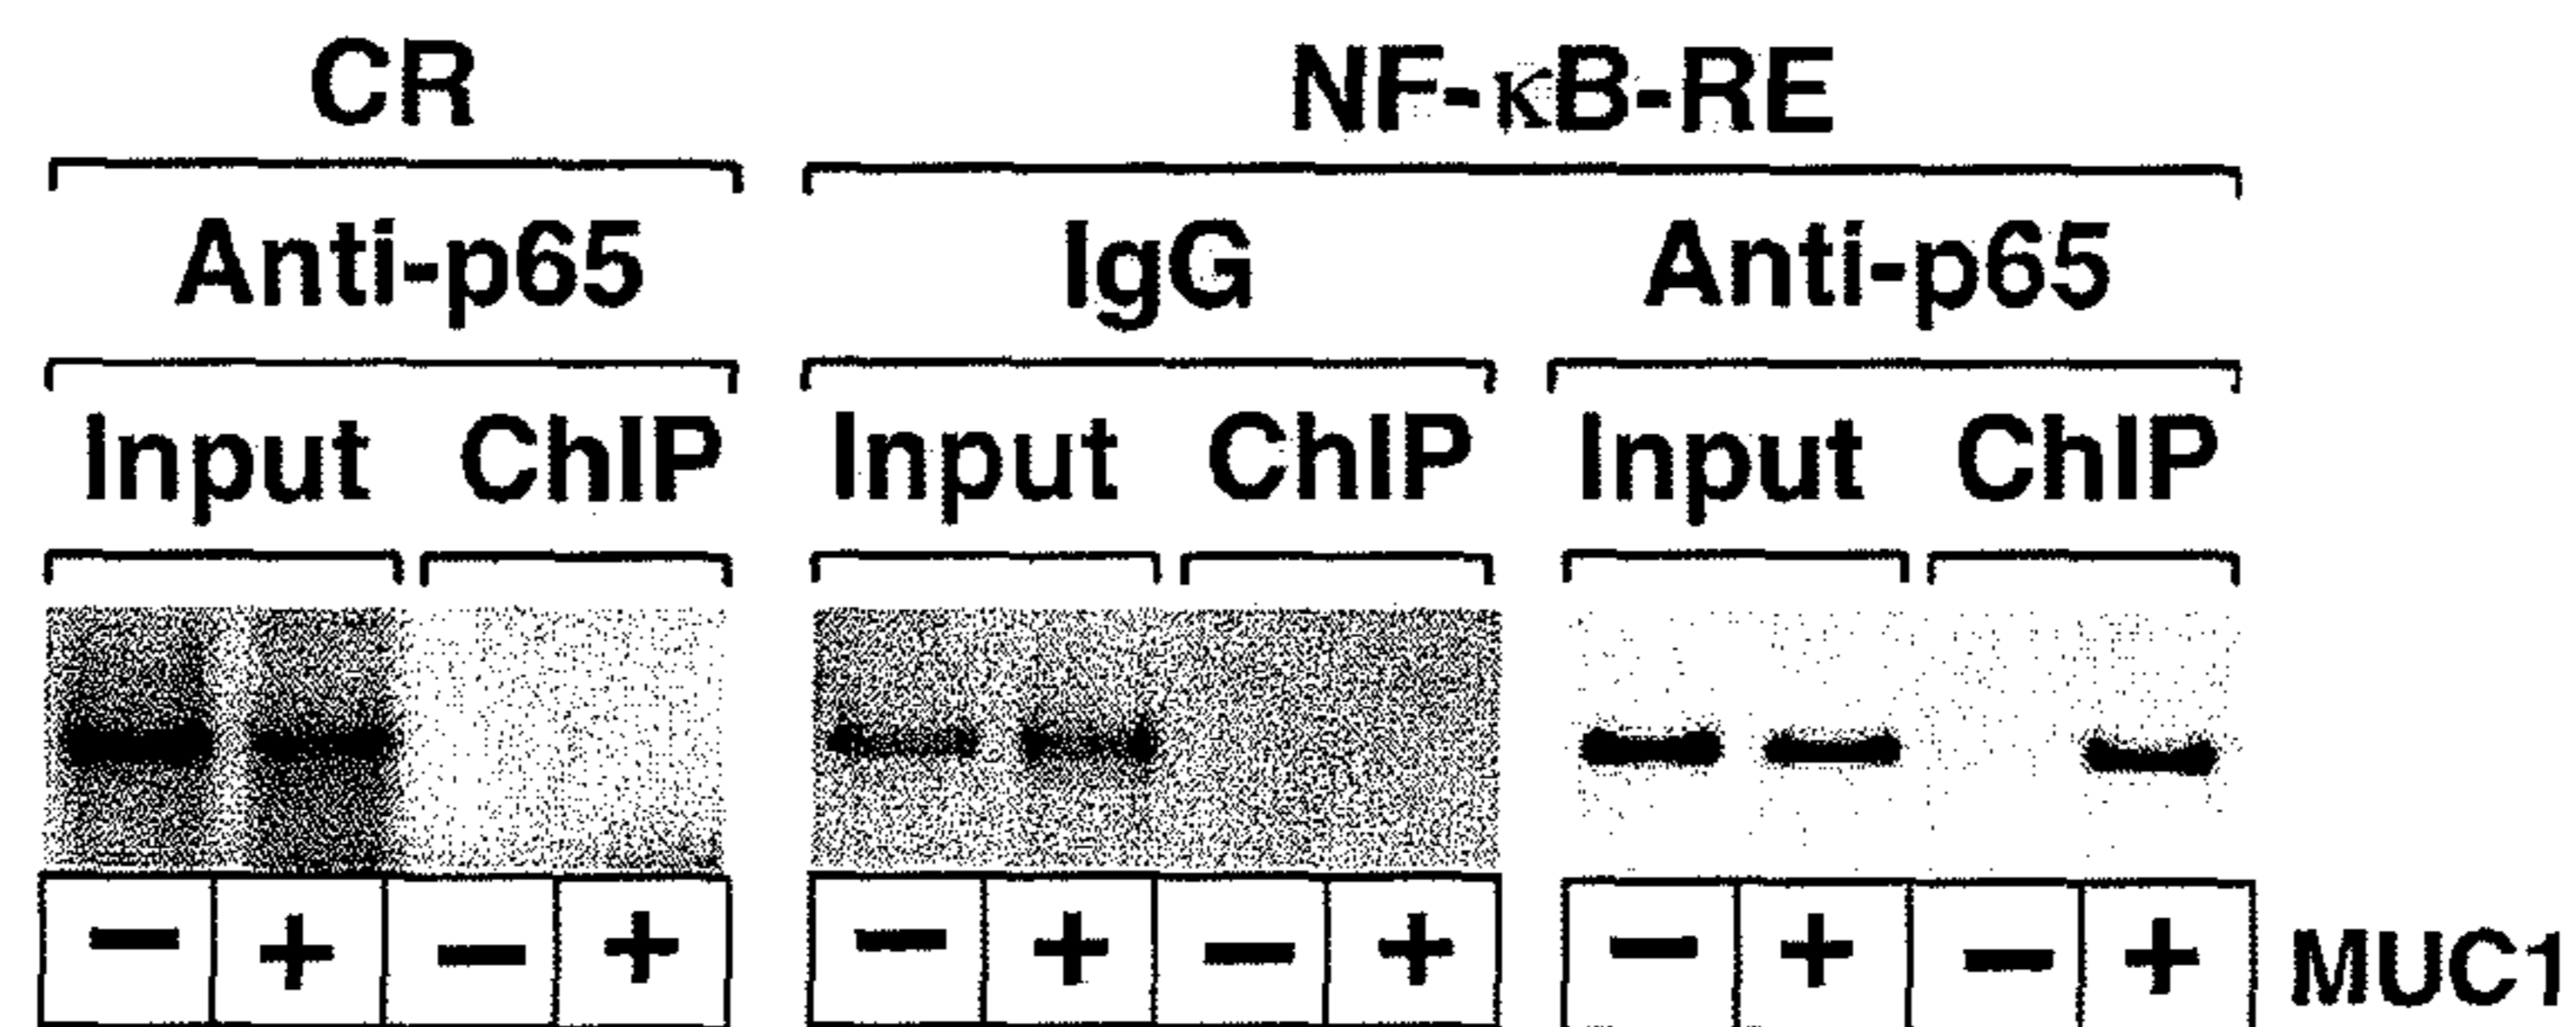 CR NF-κB-RE
Anti-p65 IgG Anti-p65
Input ChIP Input ChIP Input ChIP
− + − + − + − + − + − + MUC1